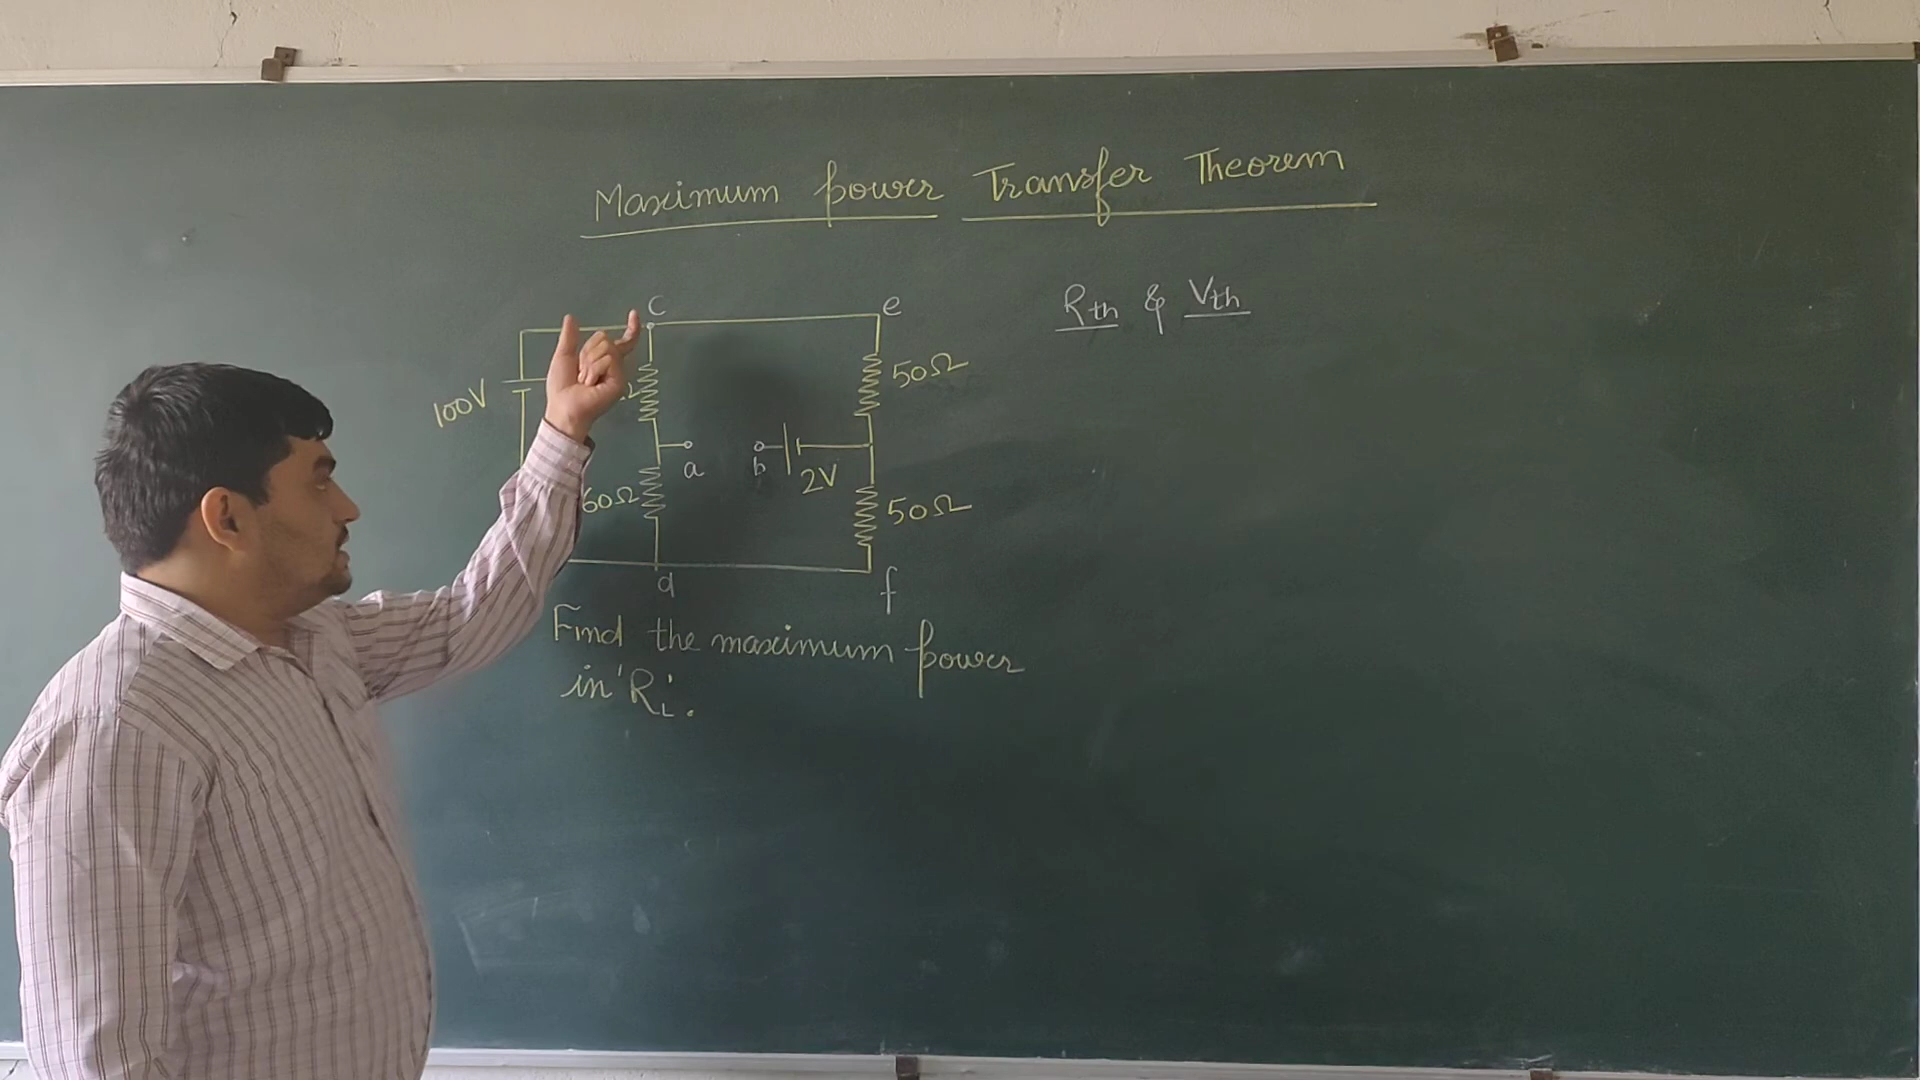 Maximum power Transfer Theorem
Rth & Vth
c
e
100V
Ω
50Ω
a
b
2V
60Ω
50Ω
d
f
Find the maximum power
in 'RL'.